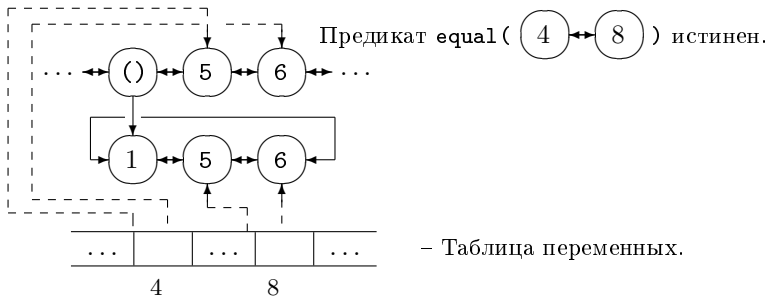 Предикат equal( 4 8 ) истинен.
... () 5 6 ...
1 5 6
... ... ... – Таблица переменных.
4 8